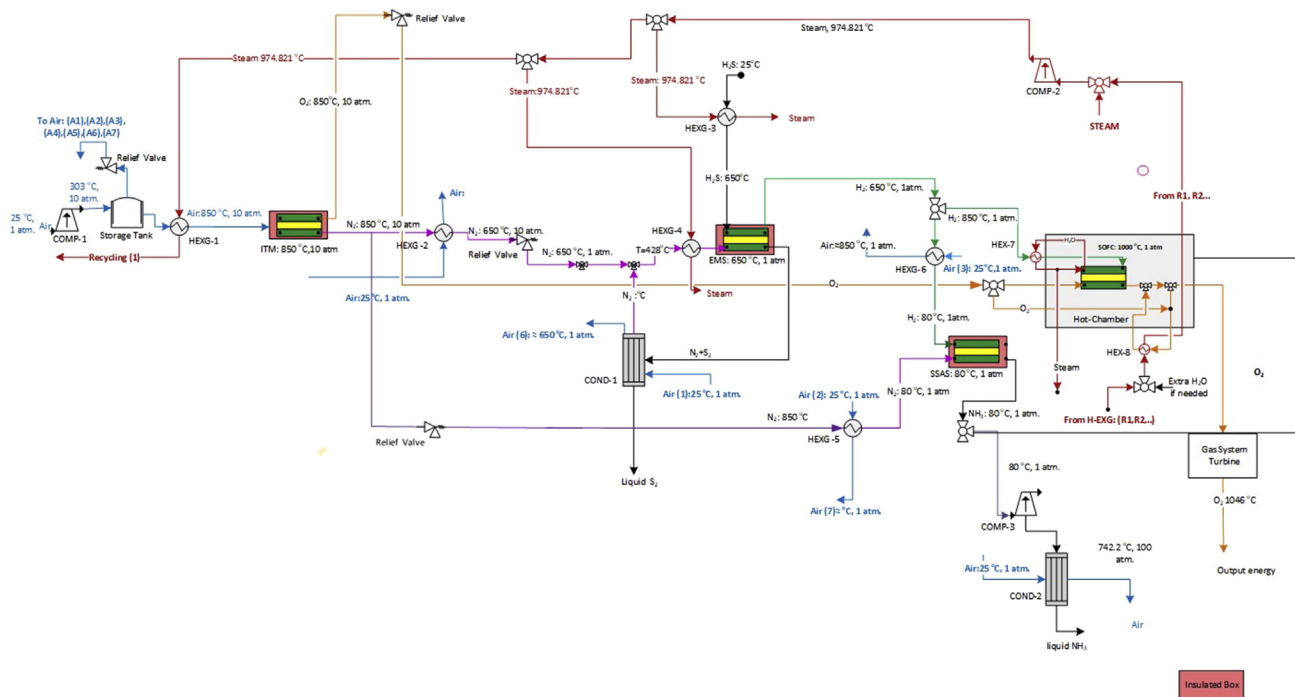 Relief Valve
Steam 974.821 °C
Steam, 974.821 °C
H₂S: 25°C
COMP-2
STEAM
O₂: 850°C, 10 atm.
Steam:974.821°C
Steam: 974.821°C
HEXG-3
Steam
To Air: (A1),(A2),(A3),
(A4),(A5),(A6),(A7)
Relief Valve
303 °C,
10 atm.
25 °C,
1 atm.
Air
COMP-1
Storage Tank
HEXG-1
Air:850°C, 10 atm.
Recycling (1)
ITM: 850°C,10 atm
N₂: 850°C, 10 atm.
Air:
HEXG -2
N₂: 650°C, 10 atm.
Relief Valve
N₂: 650°C, 1 atm.
T=428°C
HEXG-4
Steam
H₂S: 650°C
EMS: 650°C, 1 atm
H₂: 650°C, 1atm.
H₂: 850°C, 1 atm.
From R1, R2...
Air:≈850°C, 1 atm.
HEXG-6
Air (3): 25°C,1atm.
HEX-7
H₂O
SOFC: 1000 °C, 1 atm
Hot-Chamber
Air:25°C, 1 atm.
O₂
O₂
H₂: 80°C, 1atm.
N₂ :°C
Air (6): ≈ 650°C, 1 atm.
COND-1
N₂+S₂
Air (1):25°C, 1 atm.
SSAS: 80°C, 1 atm
N₂: 80°C, 1 atm
HEX-8
Steam
Extra H₂O
if needed
O₂
From H-EXG: (R1,R2,..)
Air (2): 25°C, 1 atm.
N₂: 850°C
Relief Valve
HEXG -5
NH₃: 80°C, 1 atm.
Liquid S₂
Air (7)≈ °C, 1 atm.
80 °C, 1 atm.
Gas System
Turbine
O₂ 1046 °C
COMP-3
742.2°C, 100
atm.
Air:25°C, 1 atm.
COND-2
Output energy
Air
liquid NH₃
Insulated Box